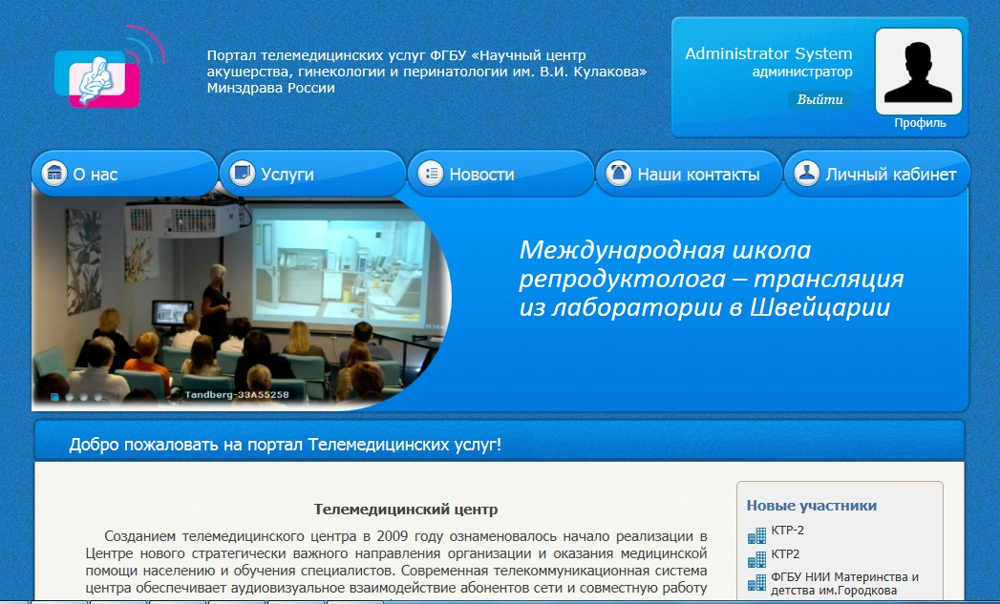 Портал телемедицинских услуг ФГБУ «Научный центр
акушерства, гинекологии и перинатологии им. В.И. Кулакова»
Минздрава России
Administrator System
администратор
Выйти
Профиль
О нас
Услуги
Новости
Наши контакты
Личный кабинет
Международная школа
репродуктолога – трансляция
из лаборатории в Швейцарии
Tandberg-33A55258
Добро пожаловать на портал Телемедицинских услуг!
Телемедицинский центр
Созданием телемедицинского центра в 2009 году ознаменовалось начало реализации в
Центре нового стратегически важного направления организации и оказания медицинской
помощи населению и обучения специалистов. Современная телекоммуникационная система
центра обеспечивает аудиовизуальное взаимодействие абонентов сети и совместную работу
Новые участники
КТР-2
КТР2
ФГБУ НИИ Материнства и
детства им.Городкова